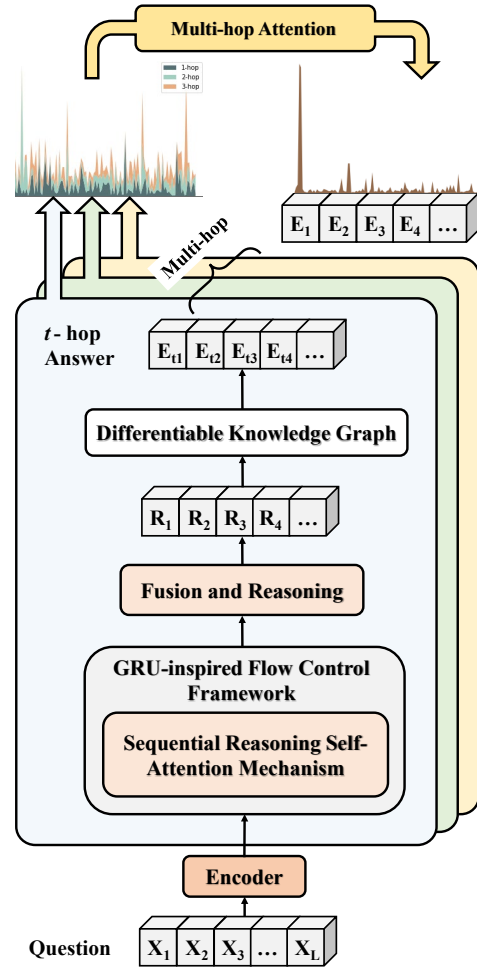 Multi-hop Attention
1-hop
2-hop
3-hop
E1 E2 E3 E4 ...
Multi-hop
t - hop
Answer
Et1 Et2 Et3 Et4 ...
Differentiable Knowledge Graph
R1 R2 R3 R4 ...
Fusion and Reasoning
GRU-inspired Flow Control
Framework
Sequential Reasoning Self-
Attention Mechanism
Encoder
Question
X1 X2 X3 ... XL